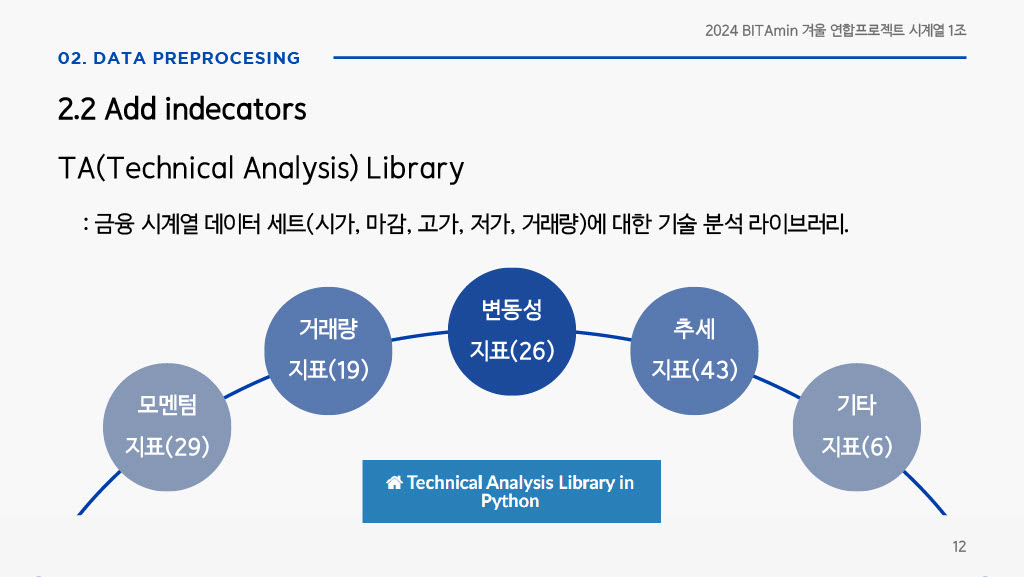 2024 BITAmin 겨울 연합프로젝트 시계열 1조
02. DATA PREPROCESING
2.2 Add indecators
TA(Technical Analysis) Library
: 금융 시계열 데이터 세트(시가, 마감, 고가, 저가, 거래량)에 대한 기술 분석 라이브러리.
모멘텀
지표(29)
거래량
지표(19)
변동성
지표(26)
추세
지표(43)
기타
지표(6)
Technical Analysis Library in
Python
12